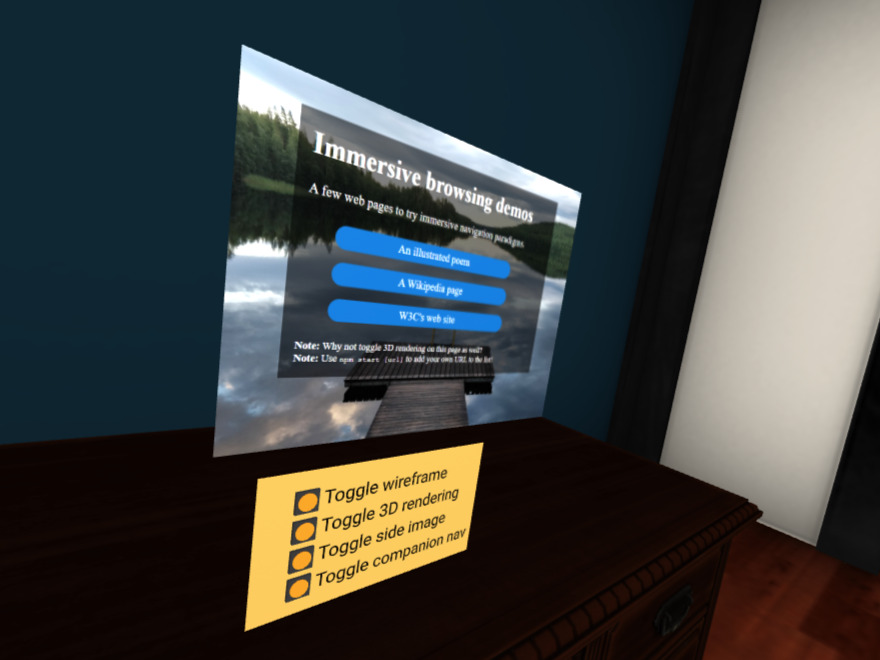 Immersive browsing demos
A few web pages to try immersive navigation paradigms.
An illustrated poem
A Wikipedia page
W3C's web site
Note: Why not toggle 3D rendering on this page as well?
Note: Use npm start [url] to add your own URL to the list!
Toggle wireframe
Toggle 3D rendering
Toggle side image
Toggle companion nav